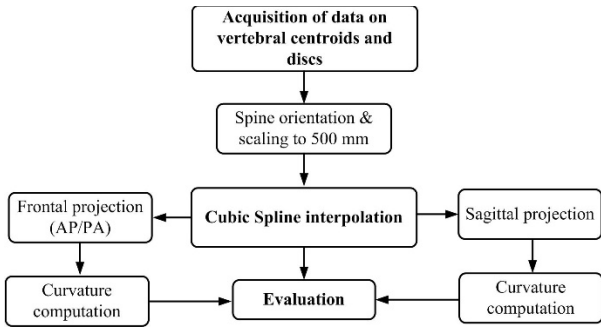 Acquisition of data on
vertebral centroids and
discs
Spine orientation &
scaling to 500 mm
Frontal projection
(AP/PA)
Cubic Spline interpolation
Sagittal projection
Curvature
computation
Evaluation
Curvature
computation